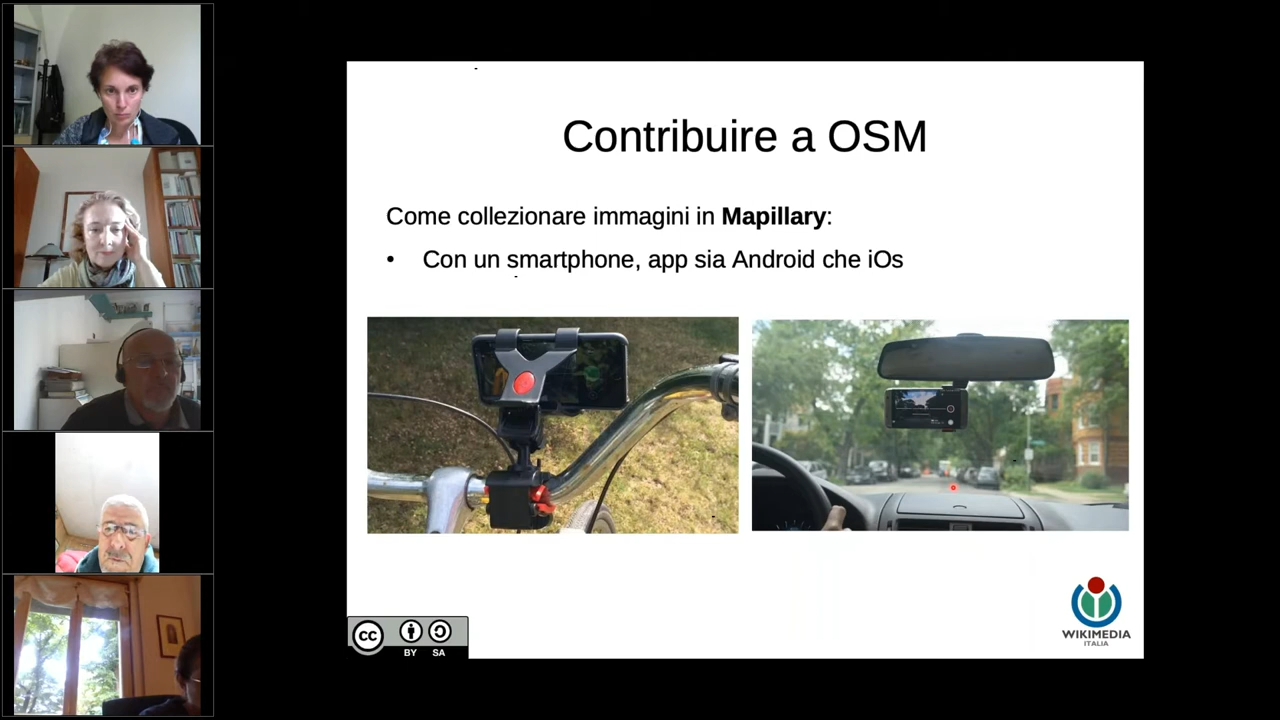 Contribuire a OSM
Come collezionare immagini in Mapillary:
• Con un smartphone, app sia Android che iOs
cc
BY SA
WIKIMEDIA
ITALIA